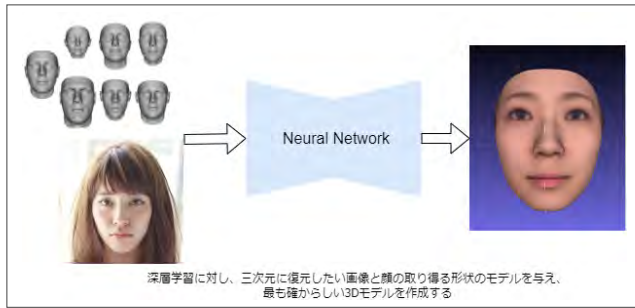 Neural Network
深層学習に対し、三次元に復元したい画像と顔の取り得る形状のモデルを与え、
最も確からしい3Dモデルを作成する